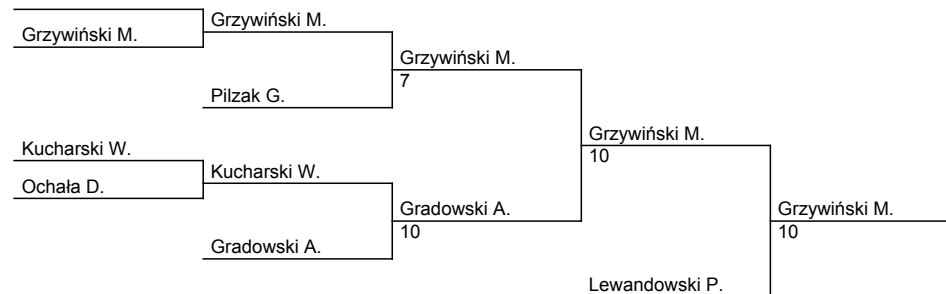 Grzywiński M.
Grzywiński M.
Grzywiński M.
7
Pilzak G.
Grzywiński M.
10
Kucharski W.
Kucharski W.
Ochała D.
Gradowski A.
10
Grzywiński M.
10
Gradowski A.
Lewandowski P.